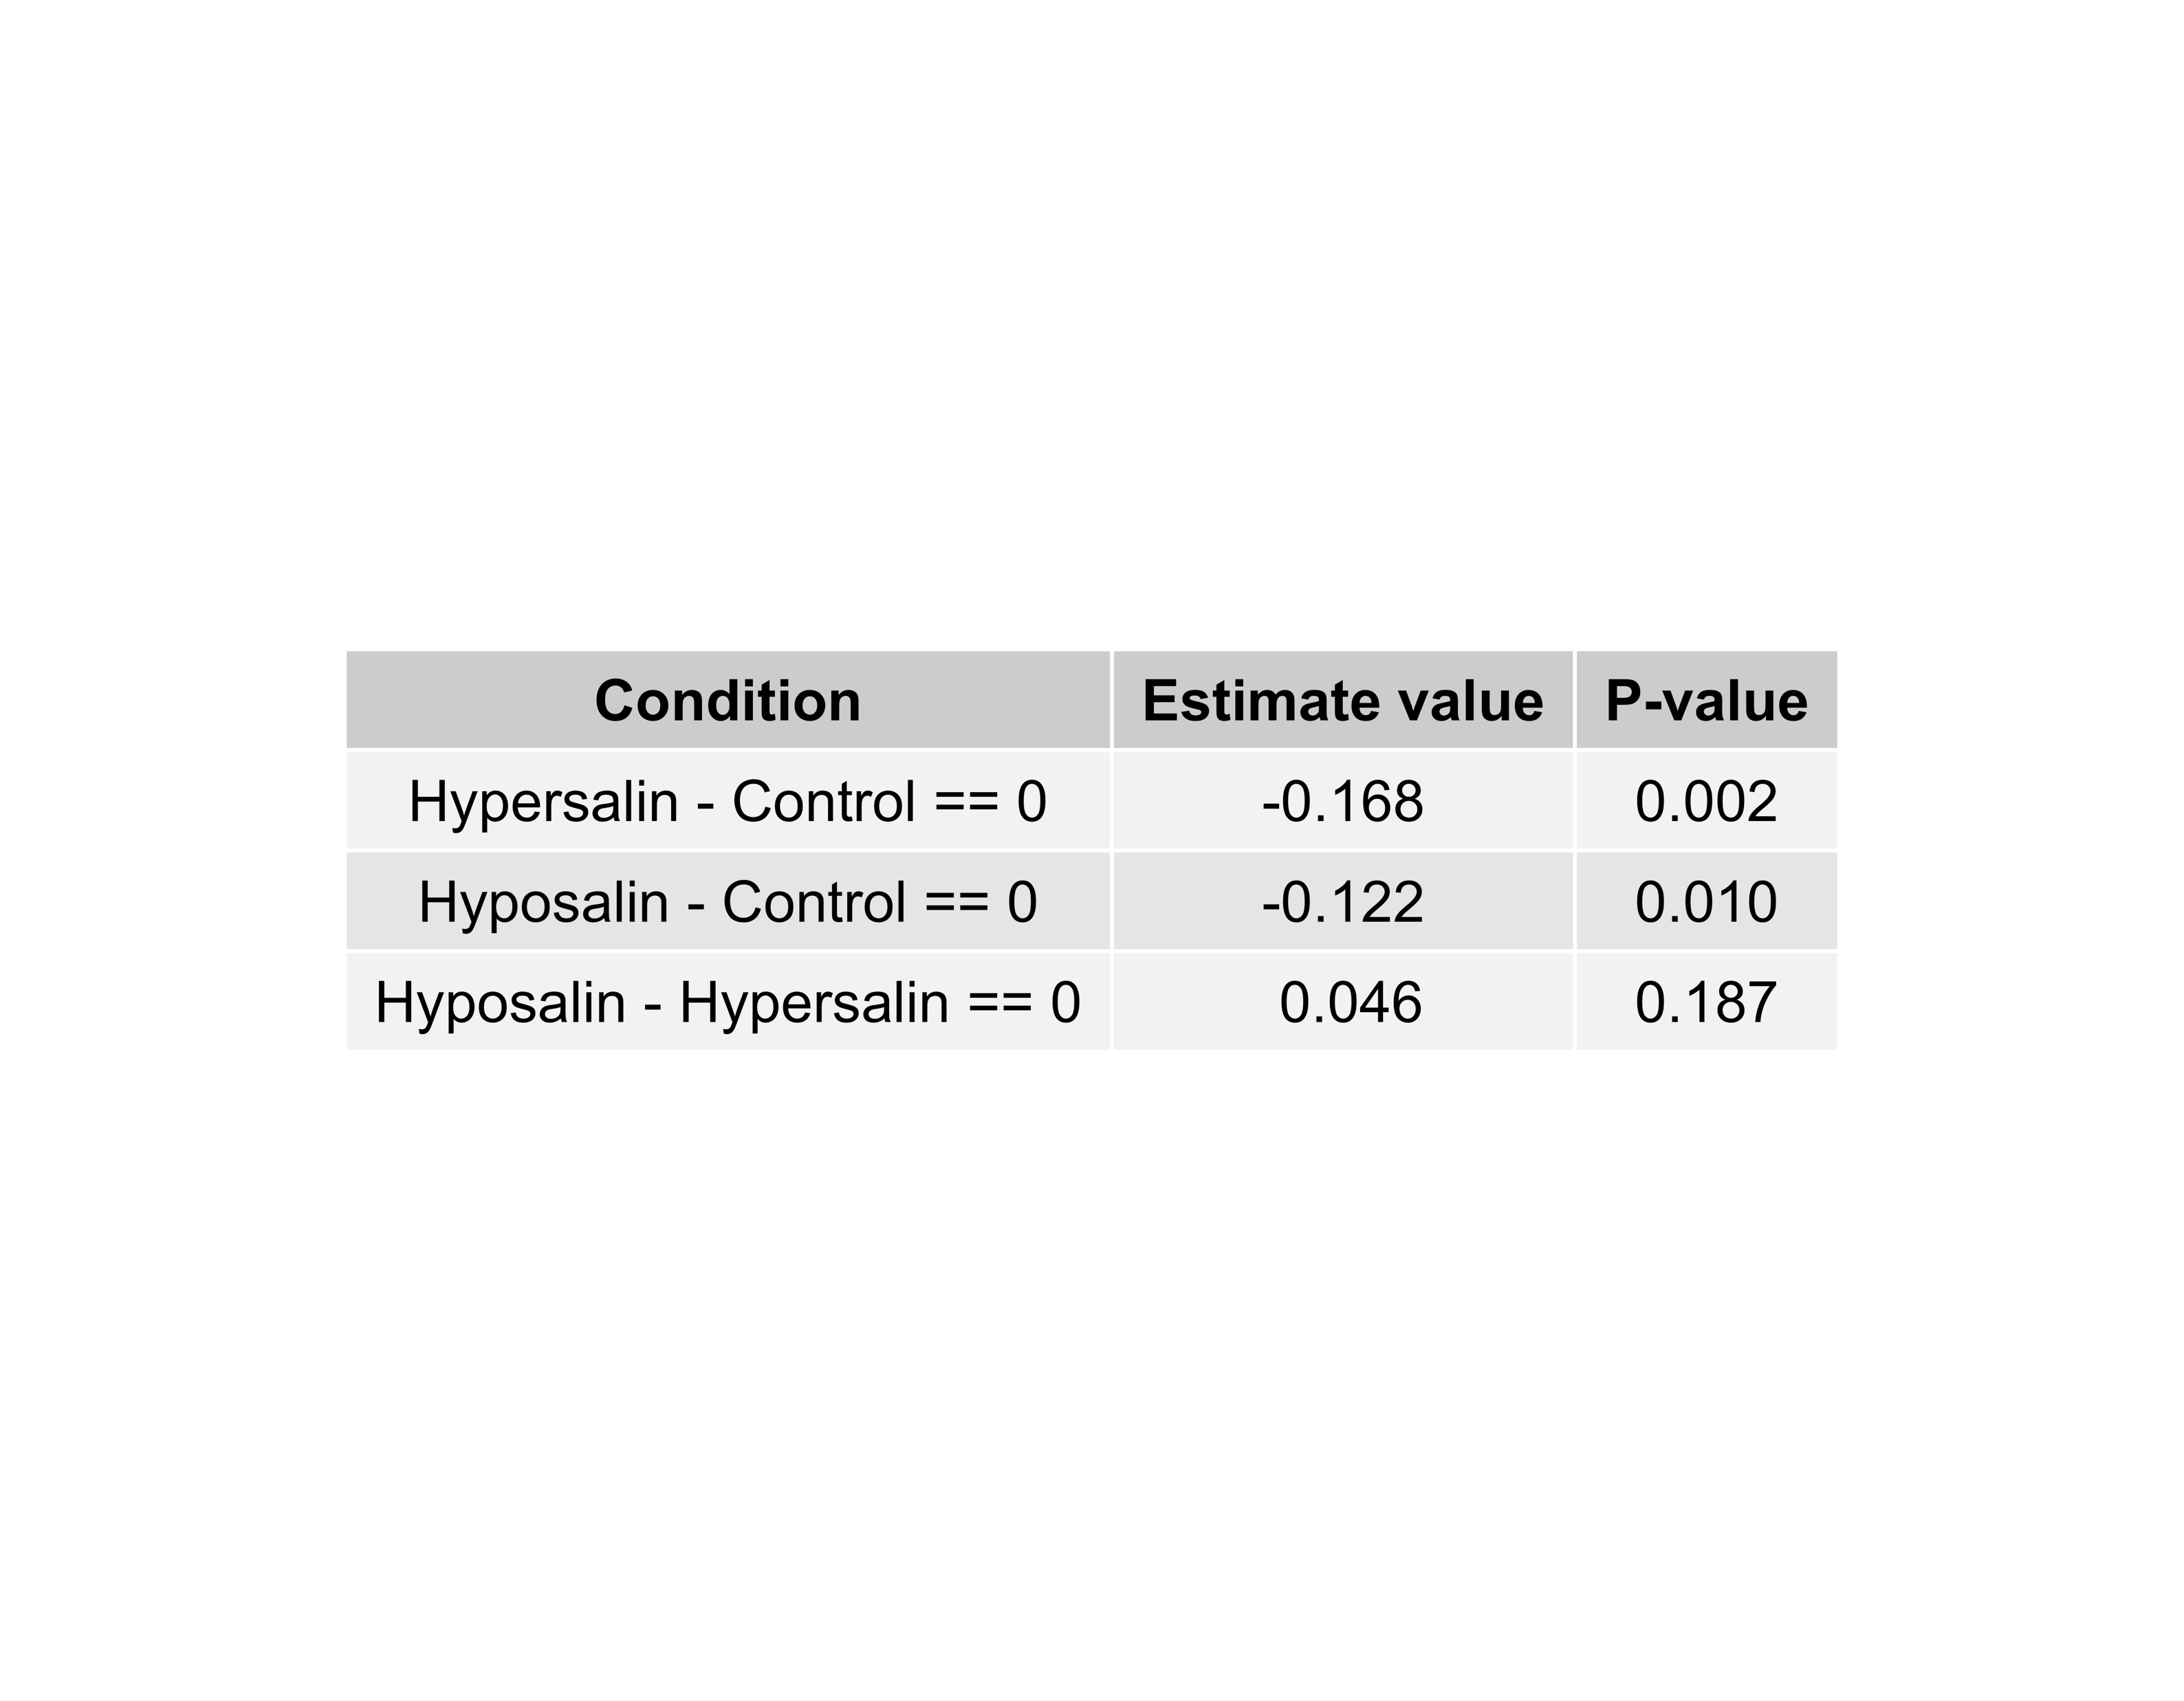 Condition Estimate value P-value
Hypersalin - Control == 0 -0.168 0.002
Hyposalin - Control == 0 -0.122 0.010
Hyposalin - Hypersalin == 0 0.046 0.187